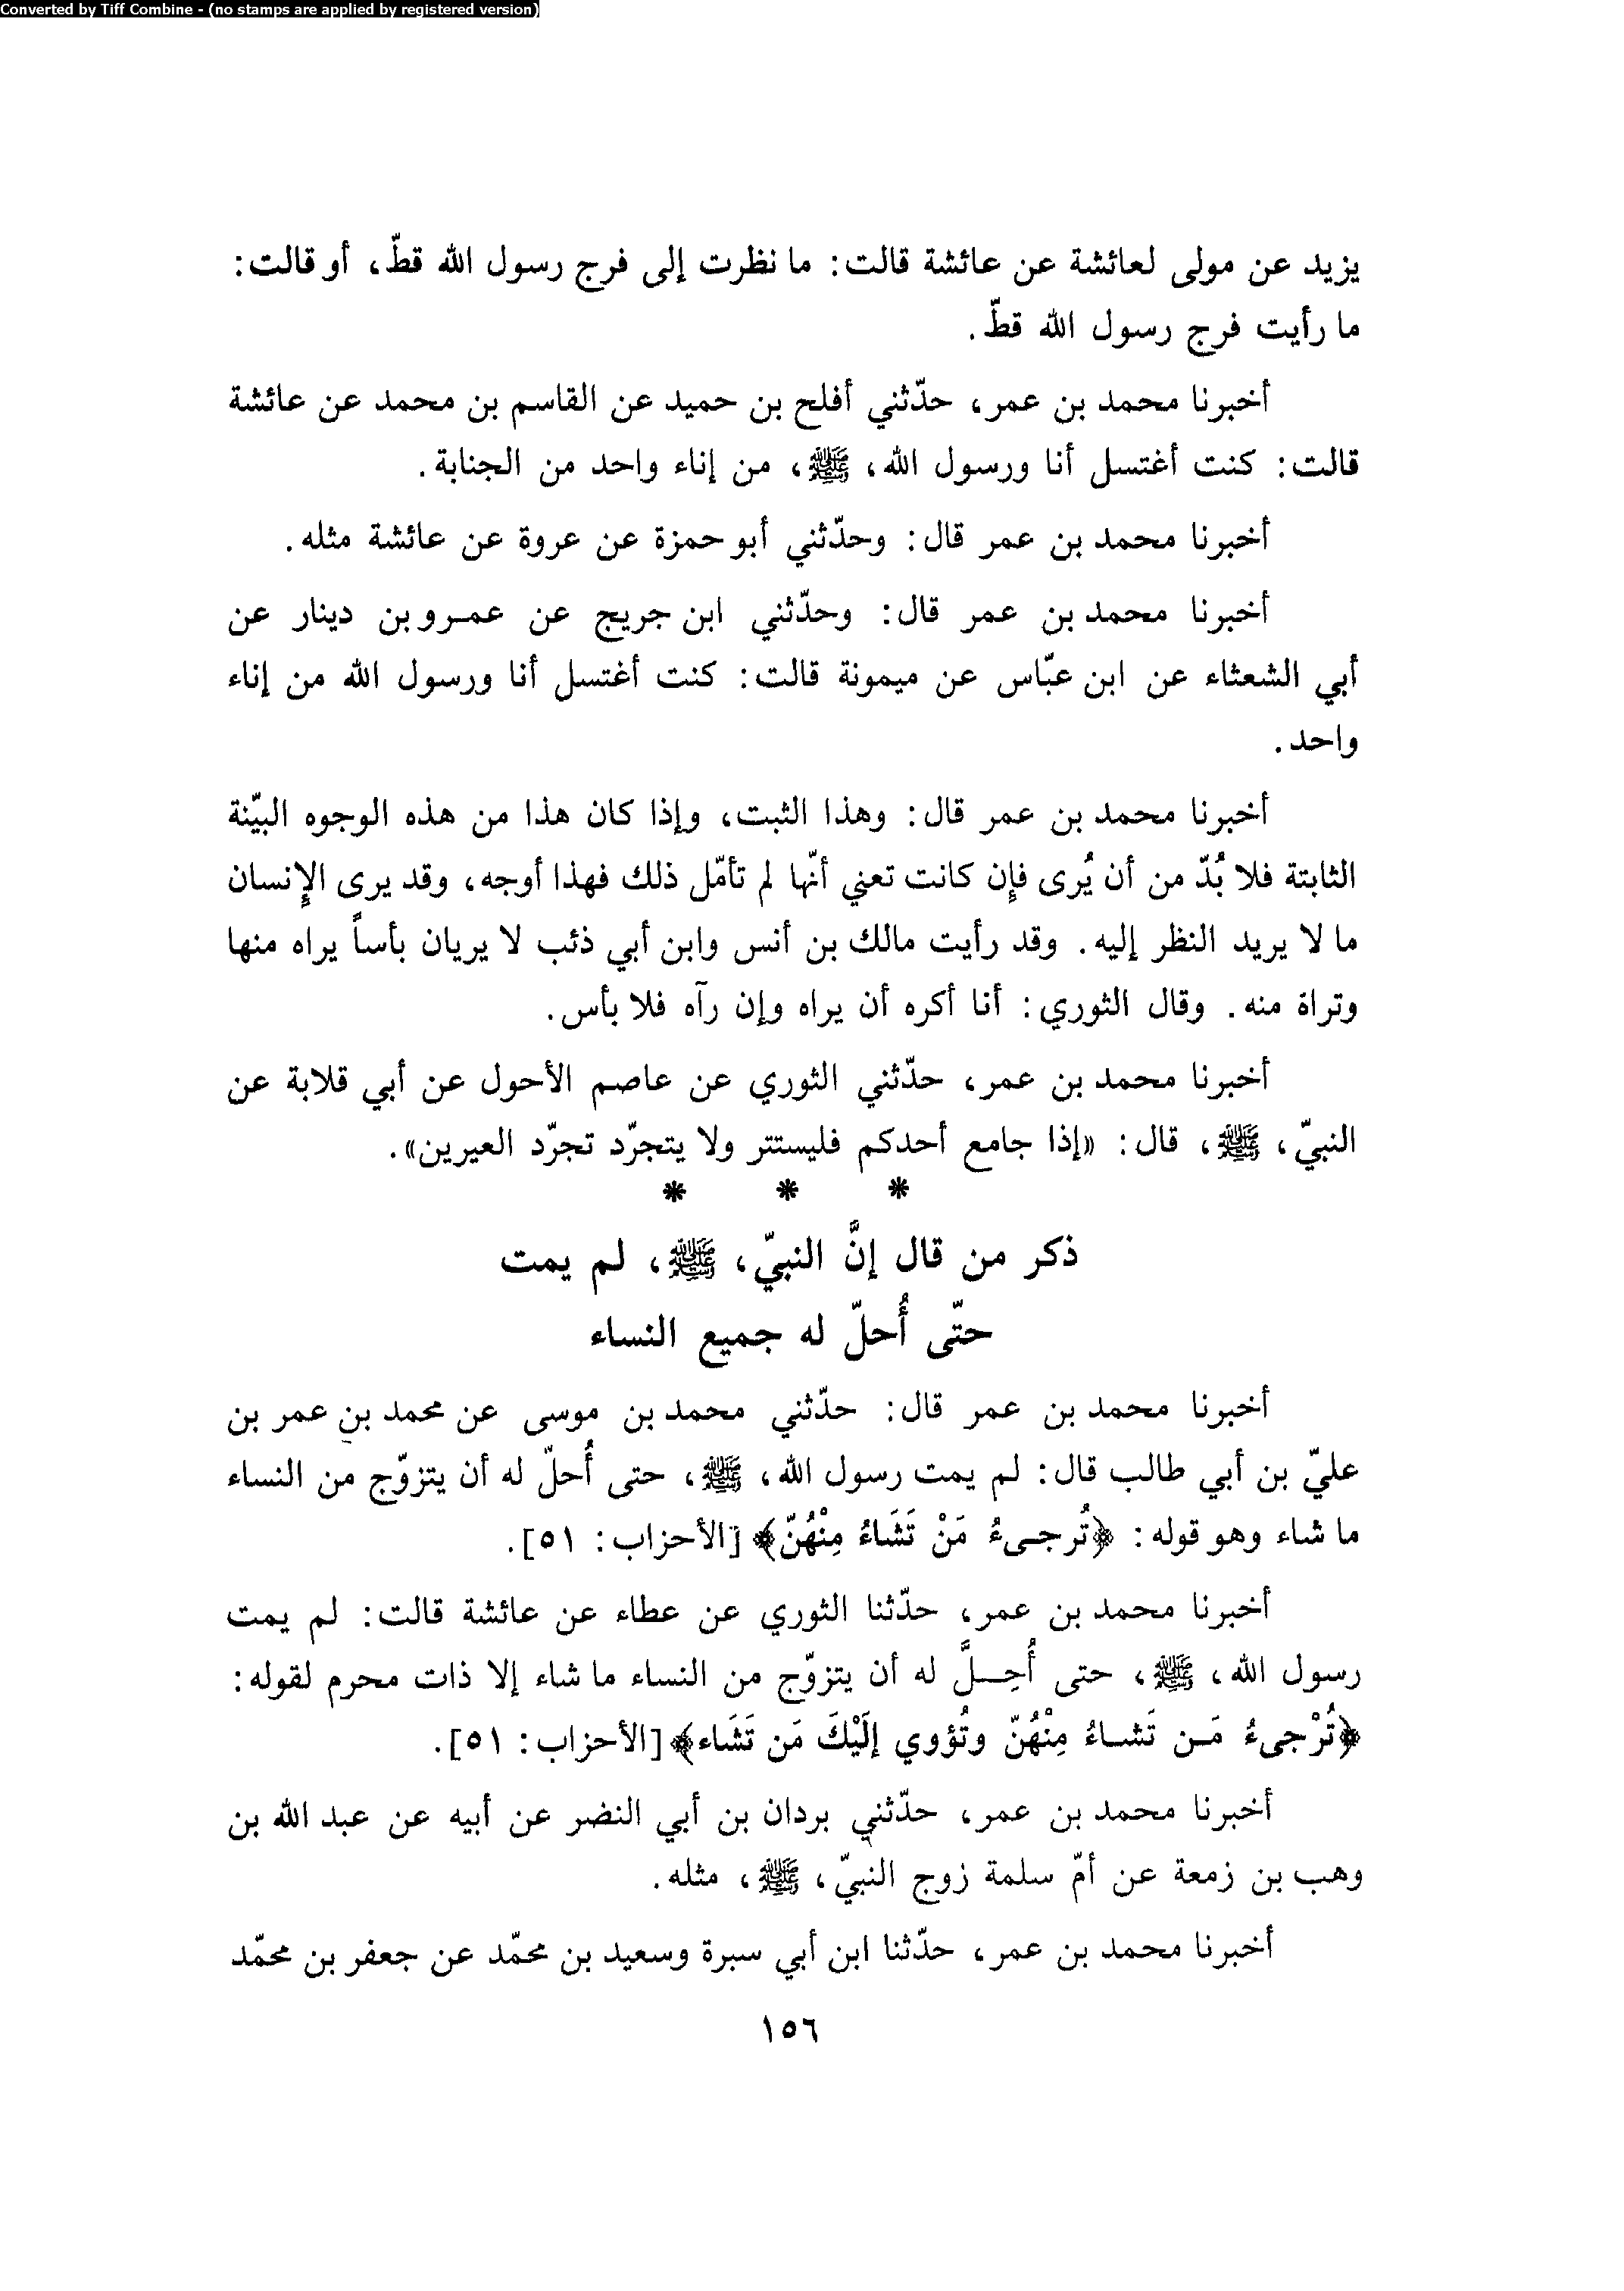 Converted by Tiff Combine - (no stamps are applied by registered version)
يزيد عن مولى لعائشة عن عائشة قالت: ما نظرت إلى فرج رسول الله قطّ، أو قالت:
ما رأيت فرج رسول الله قطّ.
أخبرنا محمد بن عمر، حدّثني أفلح بن حميد عن القاسم بن محمد عن عائشة
قالت: كنت أغتسل أنا ورسول الله، ﷺ، من إناء واحد من الجنابة.
أخبرنا محمد بن عمر قال: وحدّثني أبو حمزة عن عروة عن عائشة مثله.
أخبرنا محمد بن عمر قال: وحدّثني ابن جريج عن عمرو بن دينار عن
أبي الشعثاء عن ابن عبّاس عن ميمونة قالت: كنت أغتسل أنا ورسول الله من إناء
واحد.
أخبرنا محمد بن عمر قال: وهذا الثبت، وإذا كان هذا من هذه الوجوه البيّنة
الثابتة فلا بُدّ من أن يُرى فإن كانت تعني أنّها لم تأمّل ذلك فهذا أوجه، وقد يرى الإنسان
ما لا يريد النظر إليه. وقد رأيت مالك بن أنس وابن أبي ذئب لا يريان بأساً يراه منها
وتراة منه. وقال الثوري: أنا أكره أن يراه وإن رآه فلا بأس.
أخبرنا محمد بن عمر، حدّثني الثوري عن عاصم الأحول عن أبي قلابة عن
النبيّ، ﷺ، قال: «إذا جامع أحدكم فليستتر ولا يتجرّد تجرّد العيرين».
* * *
ذكر من قال إنَّ النبيّ، ﷺ، لم يمت
حتّى أُحلّ له جميع النساء
أخبرنا محمد بن عمر قال: حدّثني محمد بن موسى عن محمد بن عمر بن
عليّ بن أبي طالب قال: لم يمت رسول الله، ﷺ، حتى أُحلّ له أن يتزوّج من النساء
ما شاء وهو قوله: ﴿تُرجىءُ مَنْ تَشَاءُ مِنْهُنّ﴾ [الأحزاب: ٥١].
أخبرنا محمد بن عمر، حدّثنا الثوري عن عطاء عن عائشة قالت: لم يمت
رسول الله، ﷺ، حتى أُحِلَّ له أن يتزوّج من النساء ما شاء إلا ذات محرم لقوله:
﴿تُرْجىءُ مَن تَشاءُ مِنْهُنّ وتُؤوي إلَيْكَ مَن تَشَاء﴾ [الأحزاب: ٥١].
أخبرنا محمد بن عمر، حدّثني بردان بن أبي النضر عن أبيه عن عبد الله بن
وهب بن زمعة عن أمّ سلمة زوج النبيّ، ﷺ، مثله.
أخبرنا محمد بن عمر، حدّثنا ابن أبي سبرة وسعيد بن محمّد عن جعفر بن محمّد
١٥٦